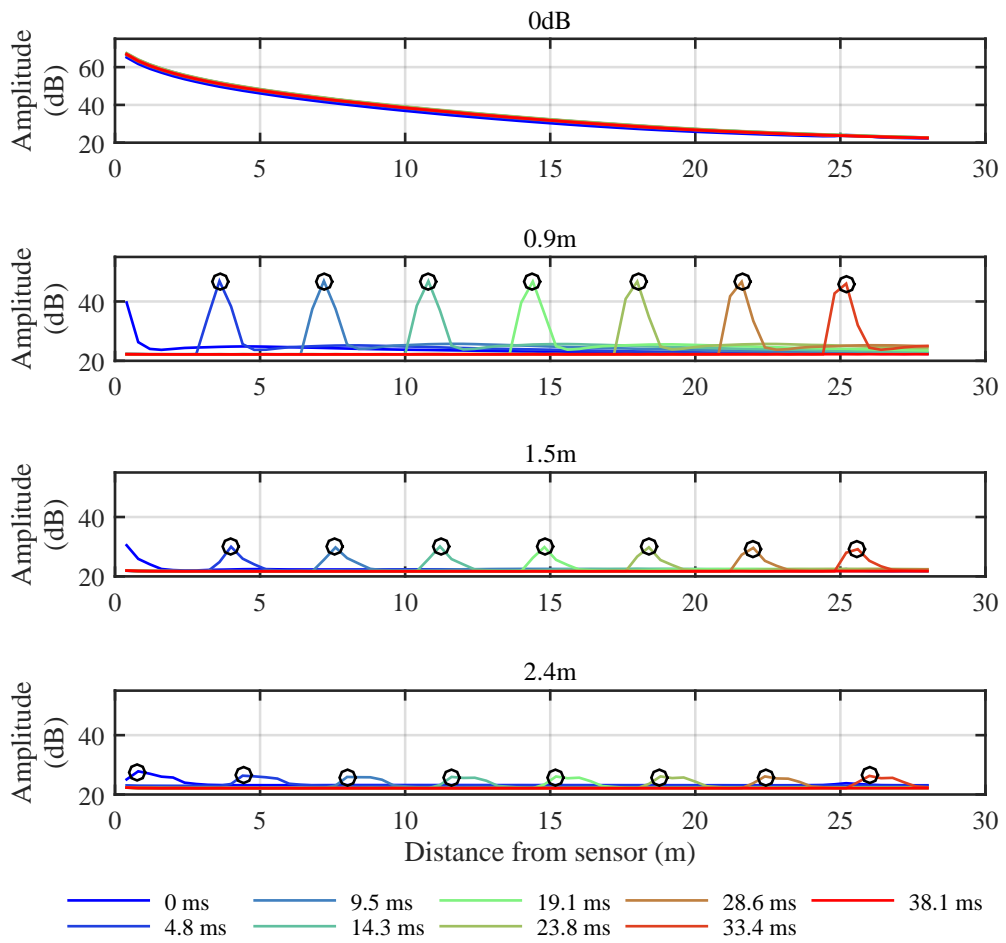 0dB
Amplitude
(dB)
60
40
20
0 5 10 15 20 25 30
0.9m
Amplitude
(dB)
40
20
0 5 10 15 20 25 30
1.5m
Amplitude
(dB)
40
20
0 5 10 15 20 25 30
2.4m
Amplitude
(dB)
40
20
0 5 10 15 20 25 30
Distance from sensor (m)
0 ms 9.5 ms 19.1 ms 28.6 ms 38.1 ms
4.8 ms 14.3 ms 23.8 ms 33.4 ms